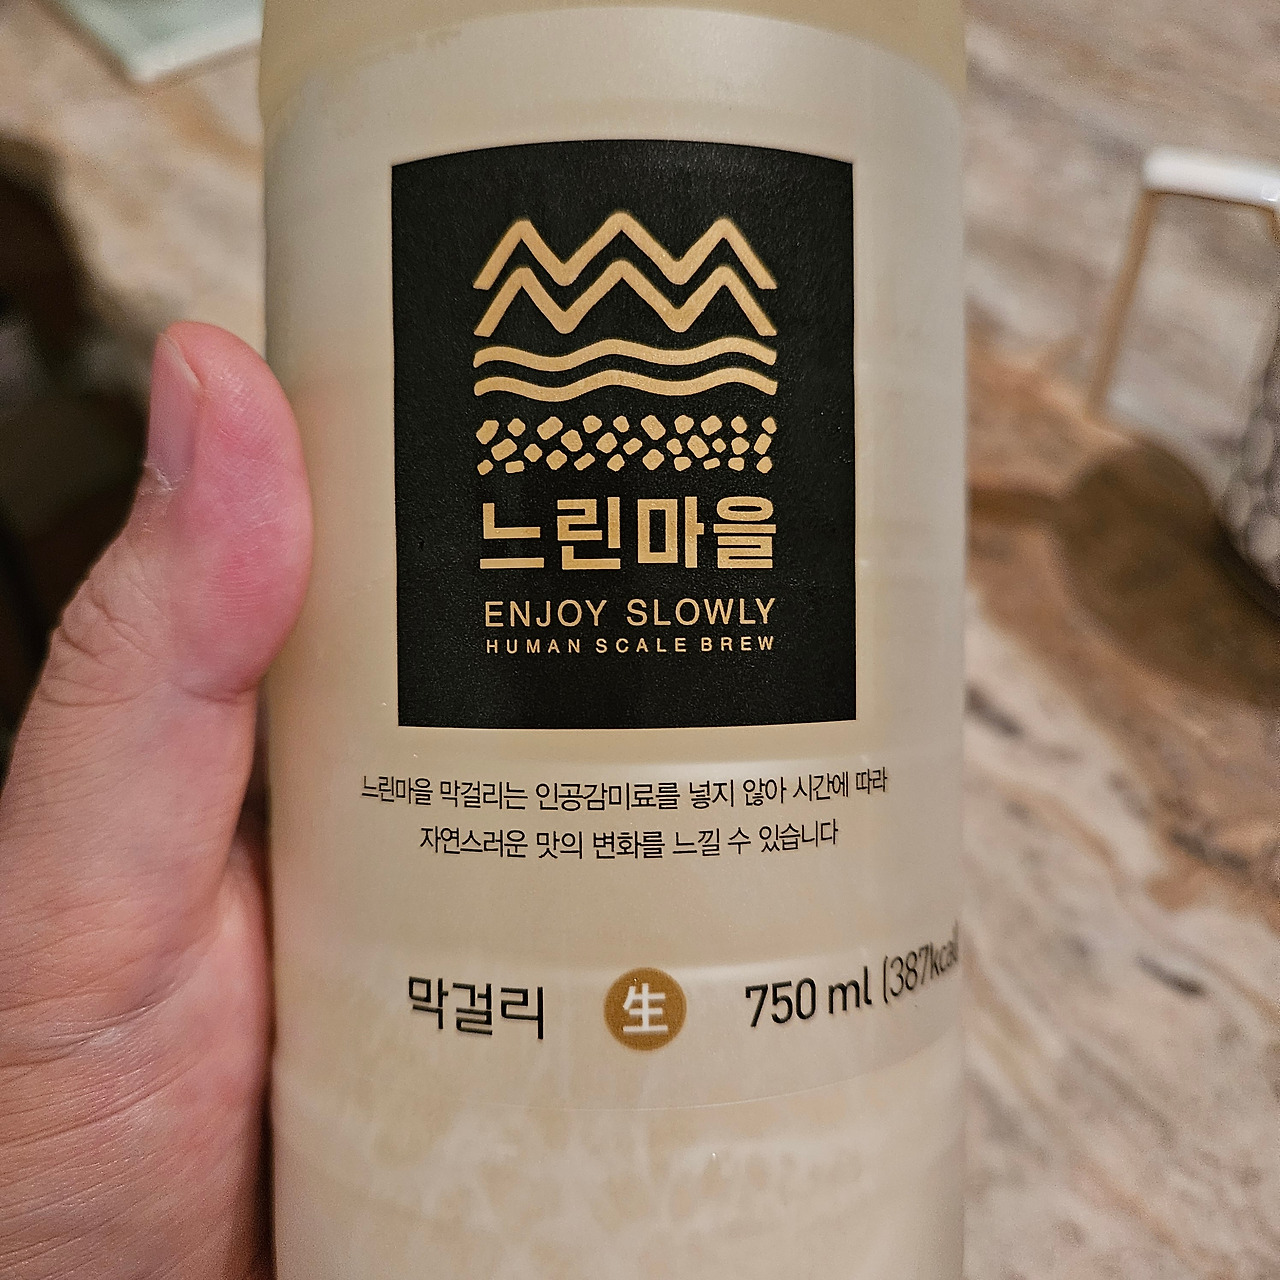 느린마을
ENJOY SLOWLY
HUMAN SCALE BREW
느린마을 막걸리는 인공감미료를 넣지 않아 시간에 따라
자연스러운 맛의 변화를 느낄 수 있습니다
막걸리 生 750 ml (387kcal